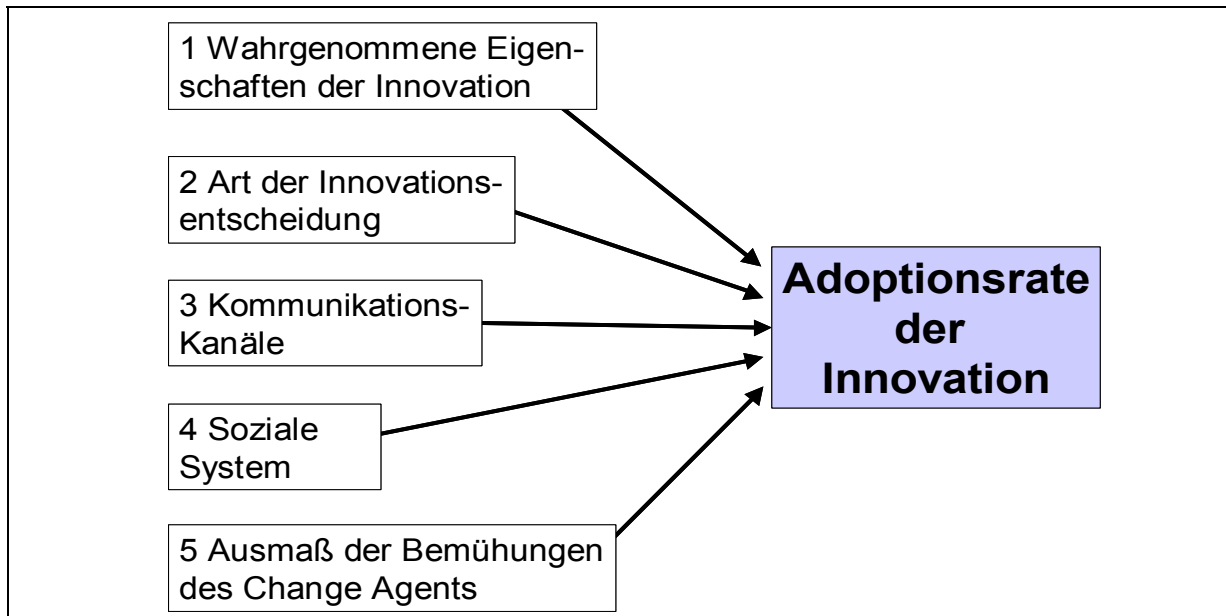 1 Wahrgenommene Eigen-
schaften der Innovation
2 Art der Innovations-
entscheidung
3 Kommunikations-
Kanäle
4 Soziale
System
5 Ausmaß der Bemühungen
des Change Agents
Adoptionsrate
der
Innovation